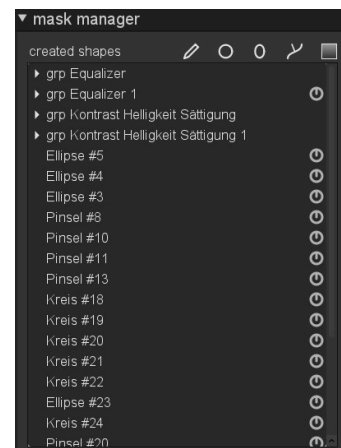 mask manager
created shapes
grp Equalizer
grp Equalizer 1
grp Kontrast Helligkeit Sättigung
grp Kontrast Helligkeit Sättigung 1
Ellipse #5
Ellipse #4
Ellipse #3
Pinsel #8
Pinsel #10
Pinsel #11
Pinsel #13
Kreis #18
Kreis #19
Kreis #20
Kreis #21
Kreis #22
Ellipse #23
Kreis #24
Pinsel #20